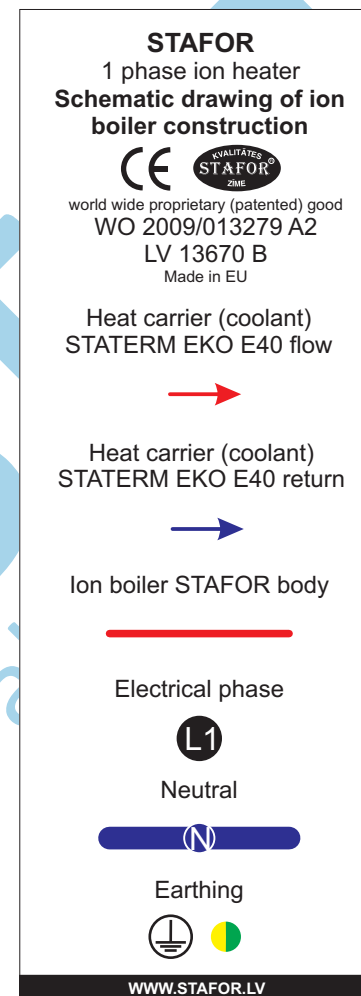 STAFOR
1 phase ion heater
Schematic drawing of ion
boiler construction
CE
KVALITĀTES
STAFOR®
ZĪME
world wide proprietary (patented) good
WO 2009/013279 A2
LV 13670 B
Made in EU
Heat carrier (coolant)
STATERM EKO E40 flow
Heat carrier (coolant)
STATERM EKO E40 return
Ion boiler STAFOR body
Electrical phase
L1
Neutral
N
Earthing
WWW.STAFOR.LV